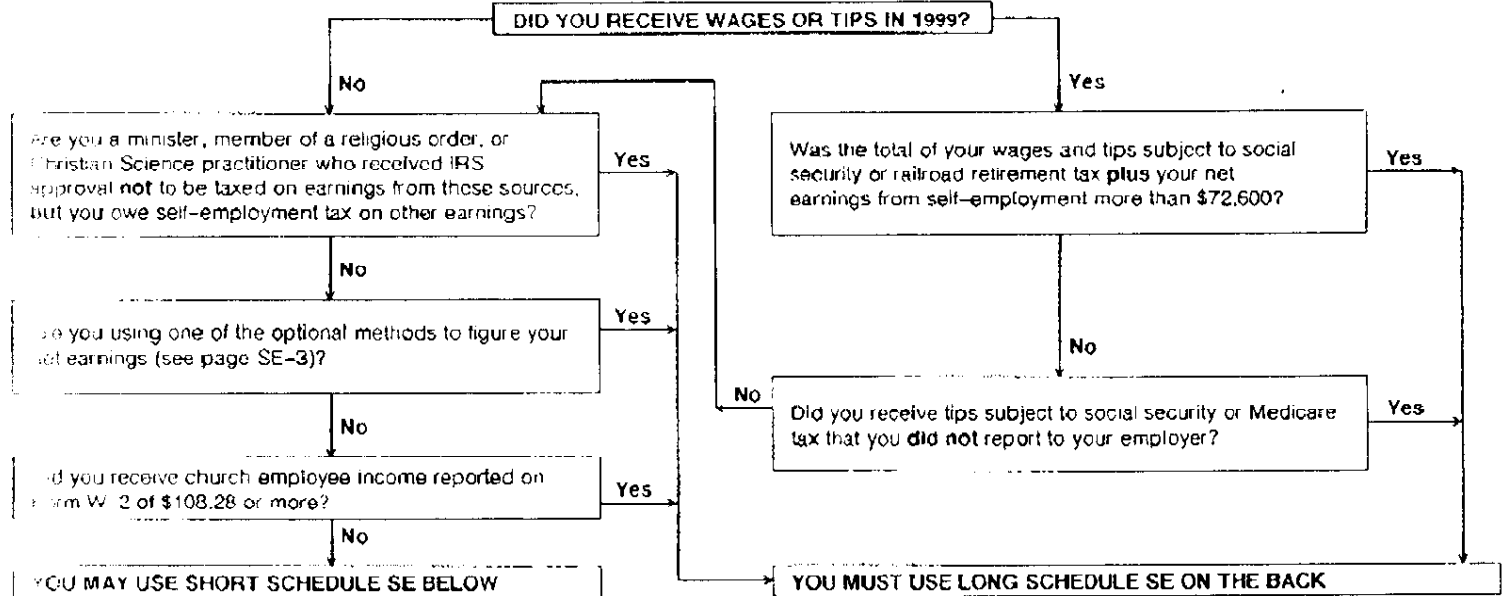 DID YOU RECEIVE WAGES OR TIPS IN 1999?
No
Yes
Are you a minister, member of a religious order, or
Christian Science practitioner who received IRS
approval not to be taxed on earnings from these sources,
but you owe self-employment tax on other earnings?
Yes
No
you using one of the optional methods to figure your
net earnings (see page SE-3)?
Yes
No
you receive church employee income reported on
Form W-2 of $108.28 or more?
Yes
No
YOU MAY USE SHORT SCHEDULE SE BELOW
Was the total of your wages and tips subject to social
security or railroad retirement tax plus your net
earnings from self-employment more than $72,600?
Yes
No
Did you receive tips subject to social security or Medicare
tax that you did not report to your employer?
No
Yes
YOU MUST USE LONG SCHEDULE SE ON THE BACK